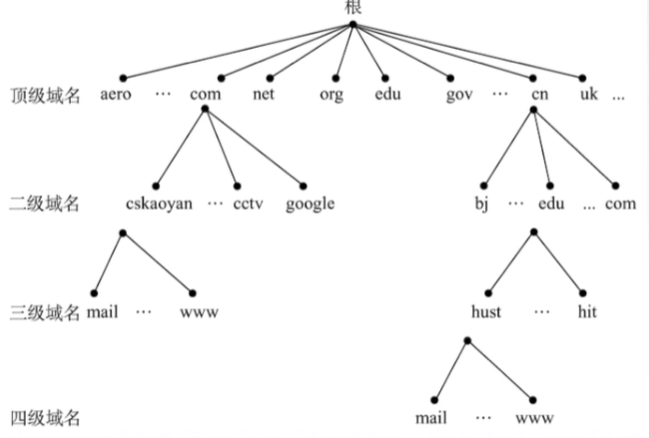 根
顶级域名 aero ··· com net org edu gov ··· cn uk ...
二级域名 cskaoyan ··· cctv google bj ··· edu ... com
三级域名 mail ··· www hust ··· hit
四级域名 mail ··· www